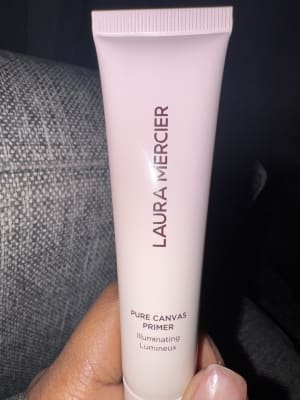 LAURA MERCIER
PURE CANVAS
PRIMER
Illuminating
Lumineux